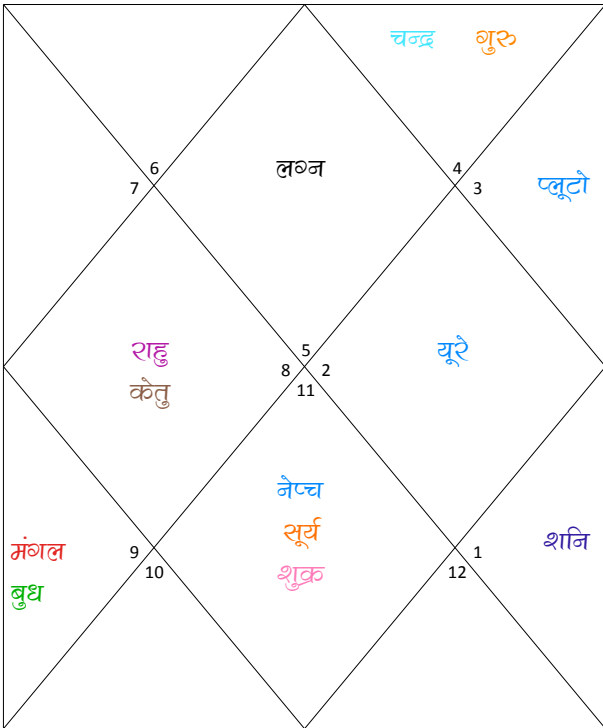 चन्द्र गुरु
6 लग्न 4
7 3 प्लूटो
राहु 5 यूरे
केतु 8 2
11
नेप्च
मंगल 9 सूर्य 1 शनि
बुध 10 शुक्र 12